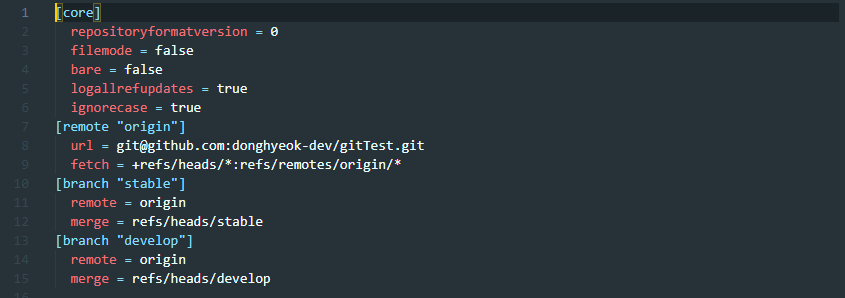 1 [core]
2 repositoryformatversion = 0
3 filemode = false
4 bare = false
5 logallrefupdates = true
6 ignorecase = true
7 [remote "origin"]
8 url = git@github.com:donghyeok-dev/gitTest.git
9 fetch = +refs/heads/*:refs/remotes/origin/*
10 [branch "stable"]
11 remote = origin
12 merge = refs/heads/stable
13 [branch "develop"]
14 remote = origin
15 merge = refs/heads/develop
16